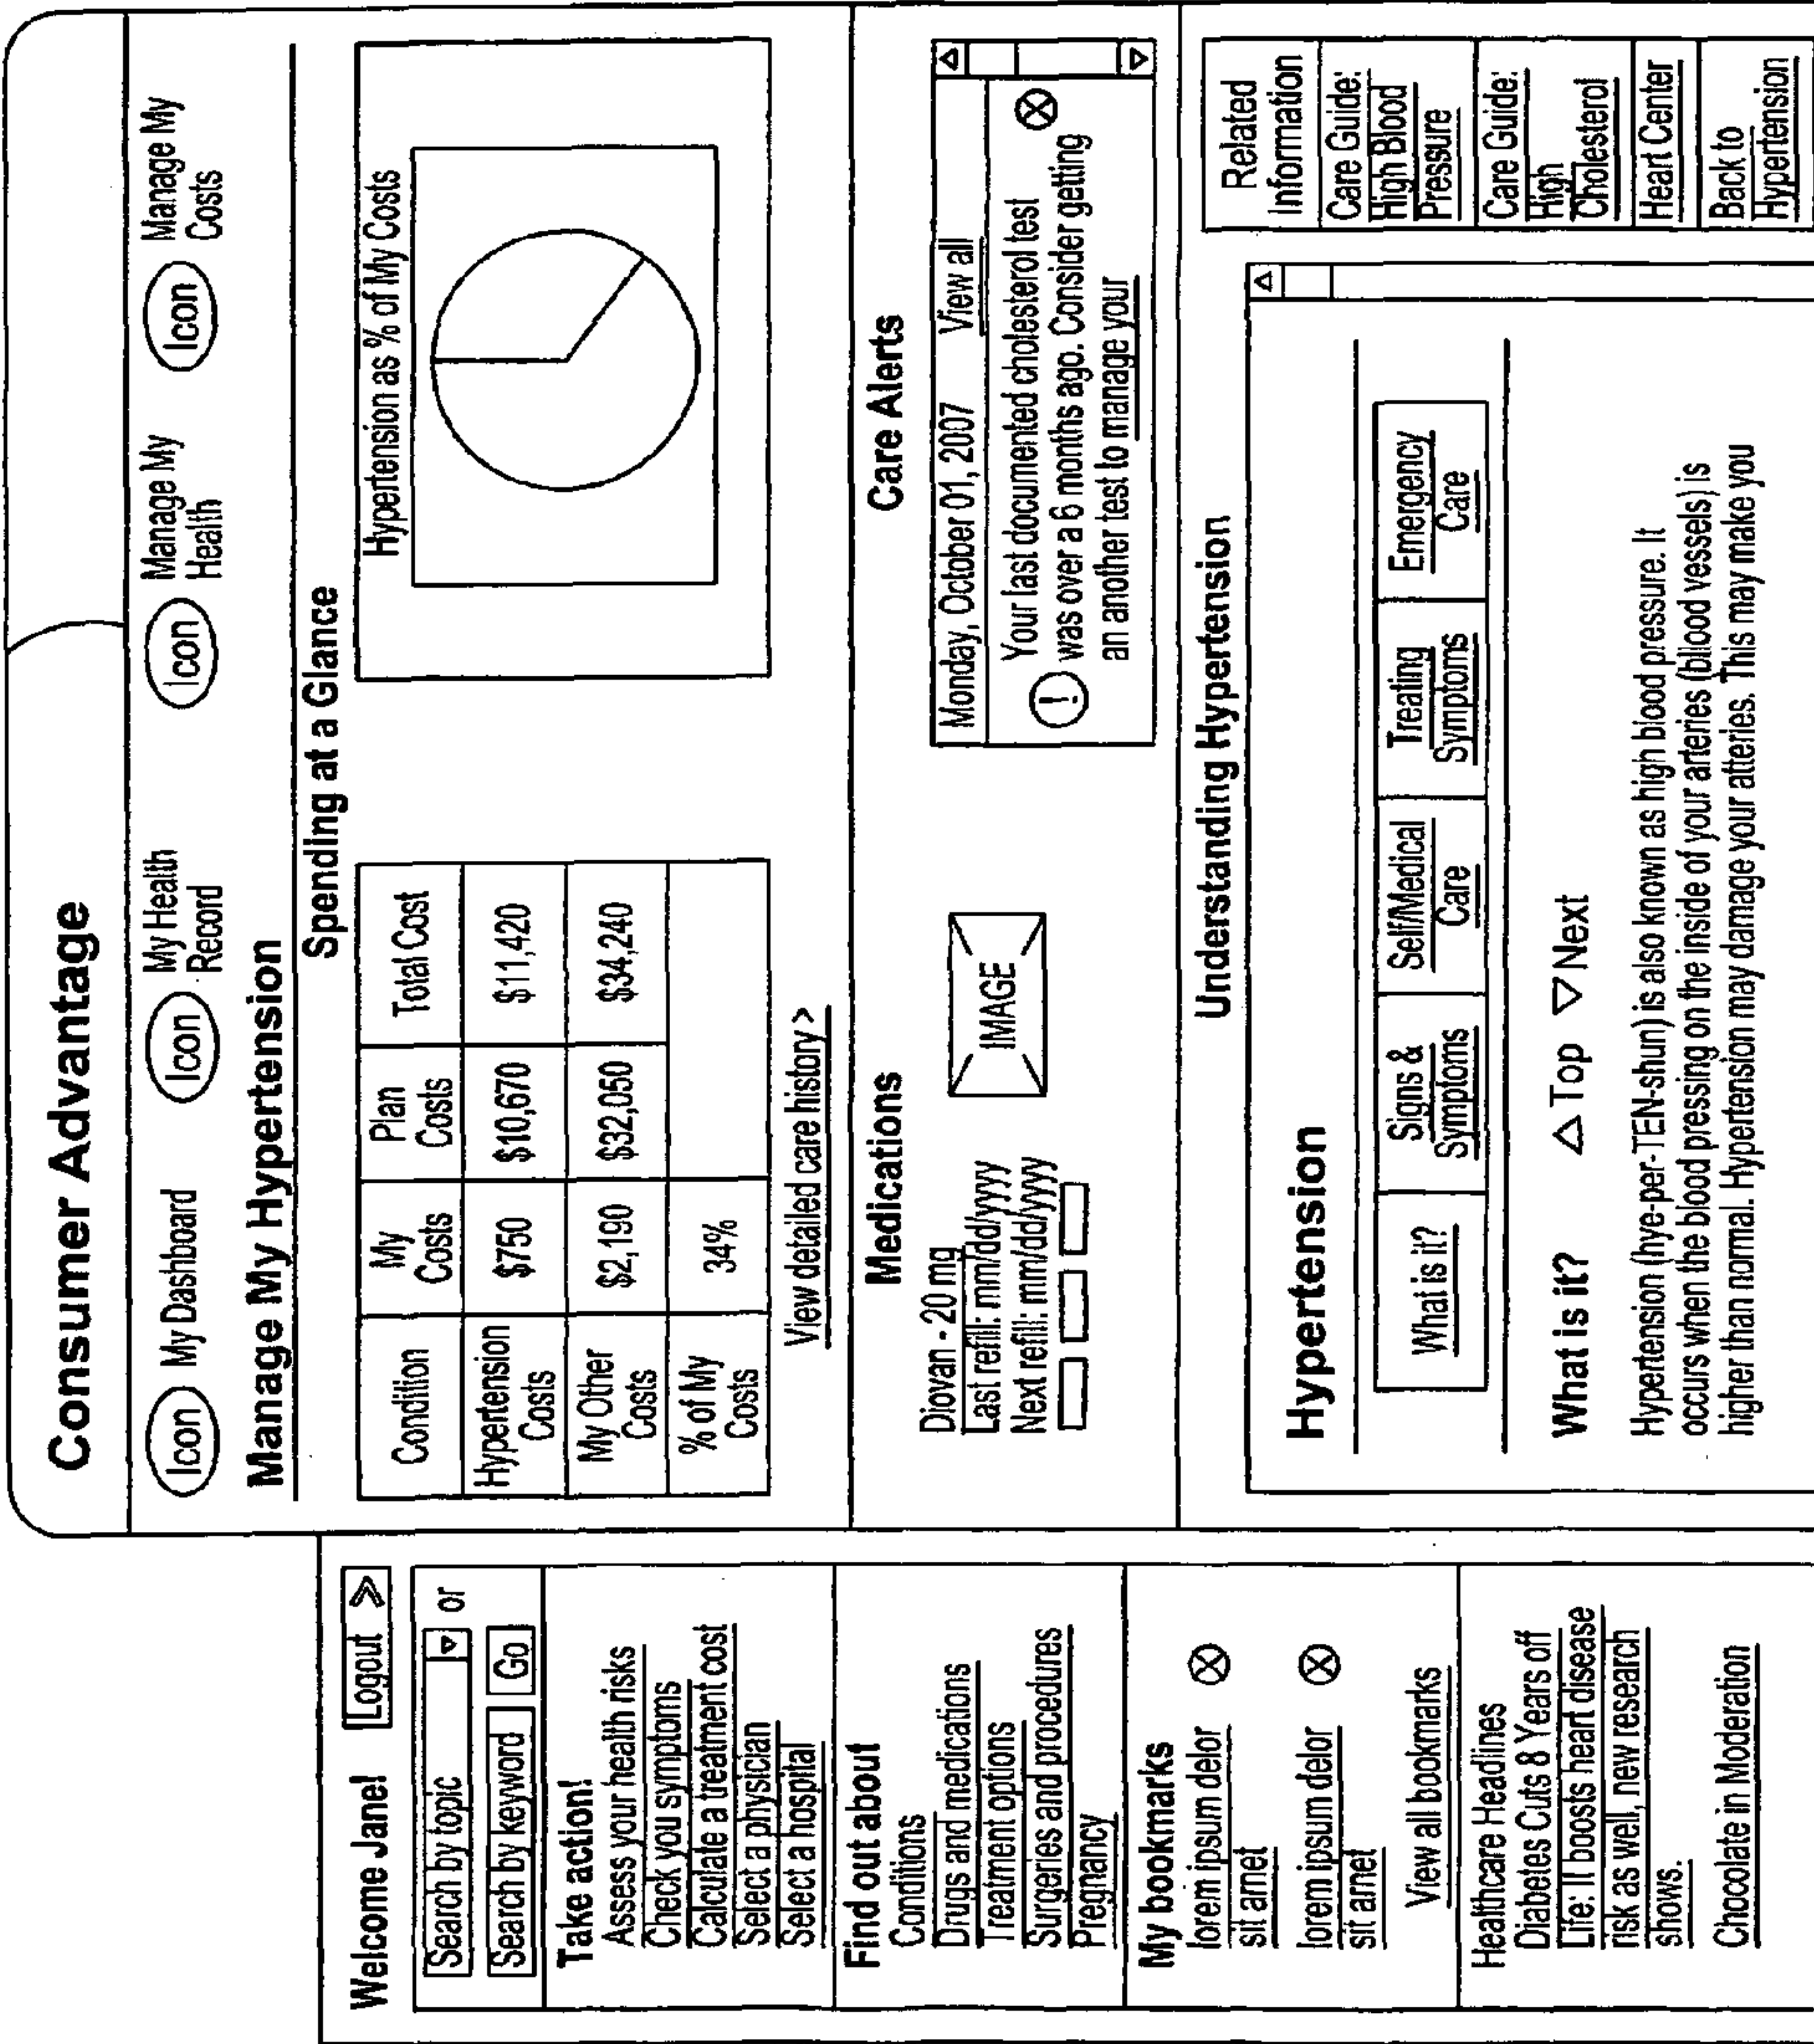 Consumer Advantage
Icon My Dashboard
Icon My Health
Record
Icon Manage My
Health
Icon Manage My
Costs
Welcome Jane!
Logout >>
Search by topic or
Search by keyword Go
Take action!
Assess your health risks
Check you symptoms
Calculate a treatment cost
Select a physician
Select a hospital
Find out about
Conditions
Drugs and medications
Treatment options
Surgeries and procedures
Pregnancy
My bookmarks
lorem ipsum delor
sit arnet
lorem ipsum delor
sit arnet
View all bookmarks
Healthcare Headlines
Diabetes Cuts 8 Years off
Life: It boosts heart disease
risk as well, new research
shows.
Chocolate in Moderation
Manage My Hypertension
Spending at a Glance
Condition My
Costs Plan
Costs Total Cost
Hypertension
Costs $750 $10,670 $11,420
My Other
Costs $2,190 $32,050 $34,240
% of My
Costs 34%
View detailed care history >
Hypertension as % of My Costs
Medications
Diovan - 20 mg
Last refill: mm/dd/yyyy
Next refill: mm/dd/yyyy
IMAGE
Care Alerts
Monday, October 01, 2007 View all
Your last documented cholesterol test
! was over a 6 months ago. Consider getting
an another test to manage your
Understanding Hypertension
Hypertension
What is it?
Signs &
Symptoms
Self/Medical
Care
Treating
Symptoms
Emergency
Care
What is it? Top Next
Hypertension (hye-per-TEN-shun) is also known as high blood pressure. It
occurs when the blood pressing on the inside of your arteries (bliood vessels) is
higher than normal. Hypertension may damage your atteries. This may make you
Related
Information
Care Guide:
High Blood
Pressure
Care Guide:
High
Cholesterol
Heart Center
Back to
Hypertension